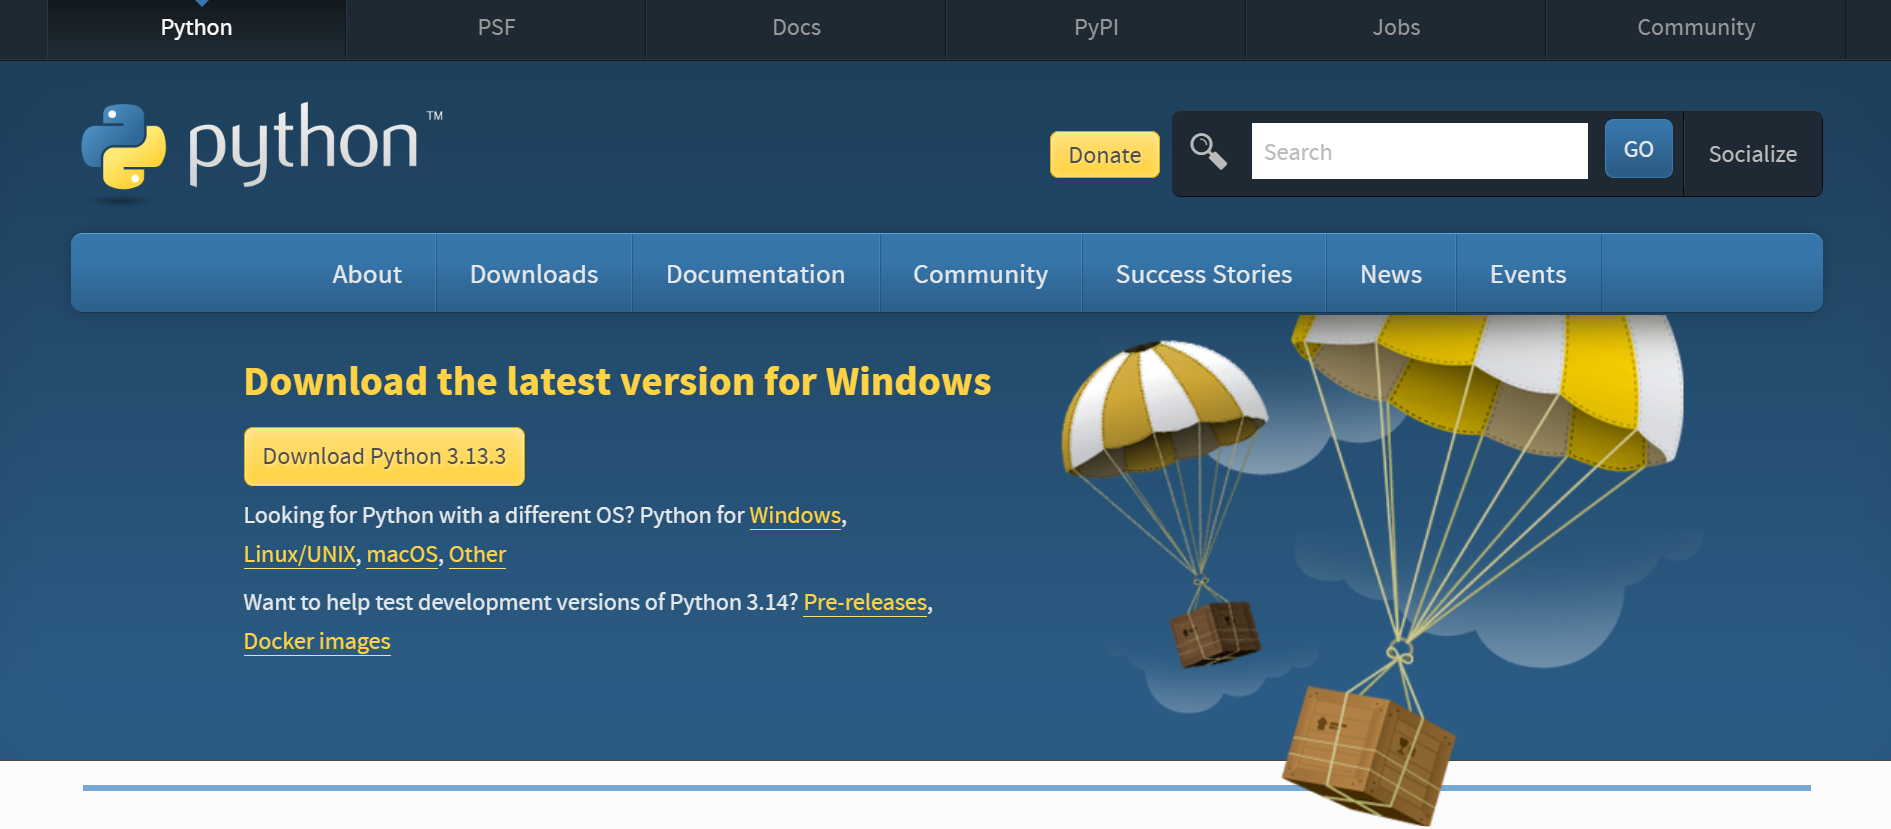 Python PSF Docs PyPI Jobs Community
python TM
Donate Search GO Socialize
About Downloads Documentation Community Success Stories News Events
Download the latest version for Windows
Download Python 3.13.3
Looking for Python with a different OS? Python for Windows,
Linux/UNIX, macOS, Other
Want to help test development versions of Python 3.14? Pre-releases,
Docker images